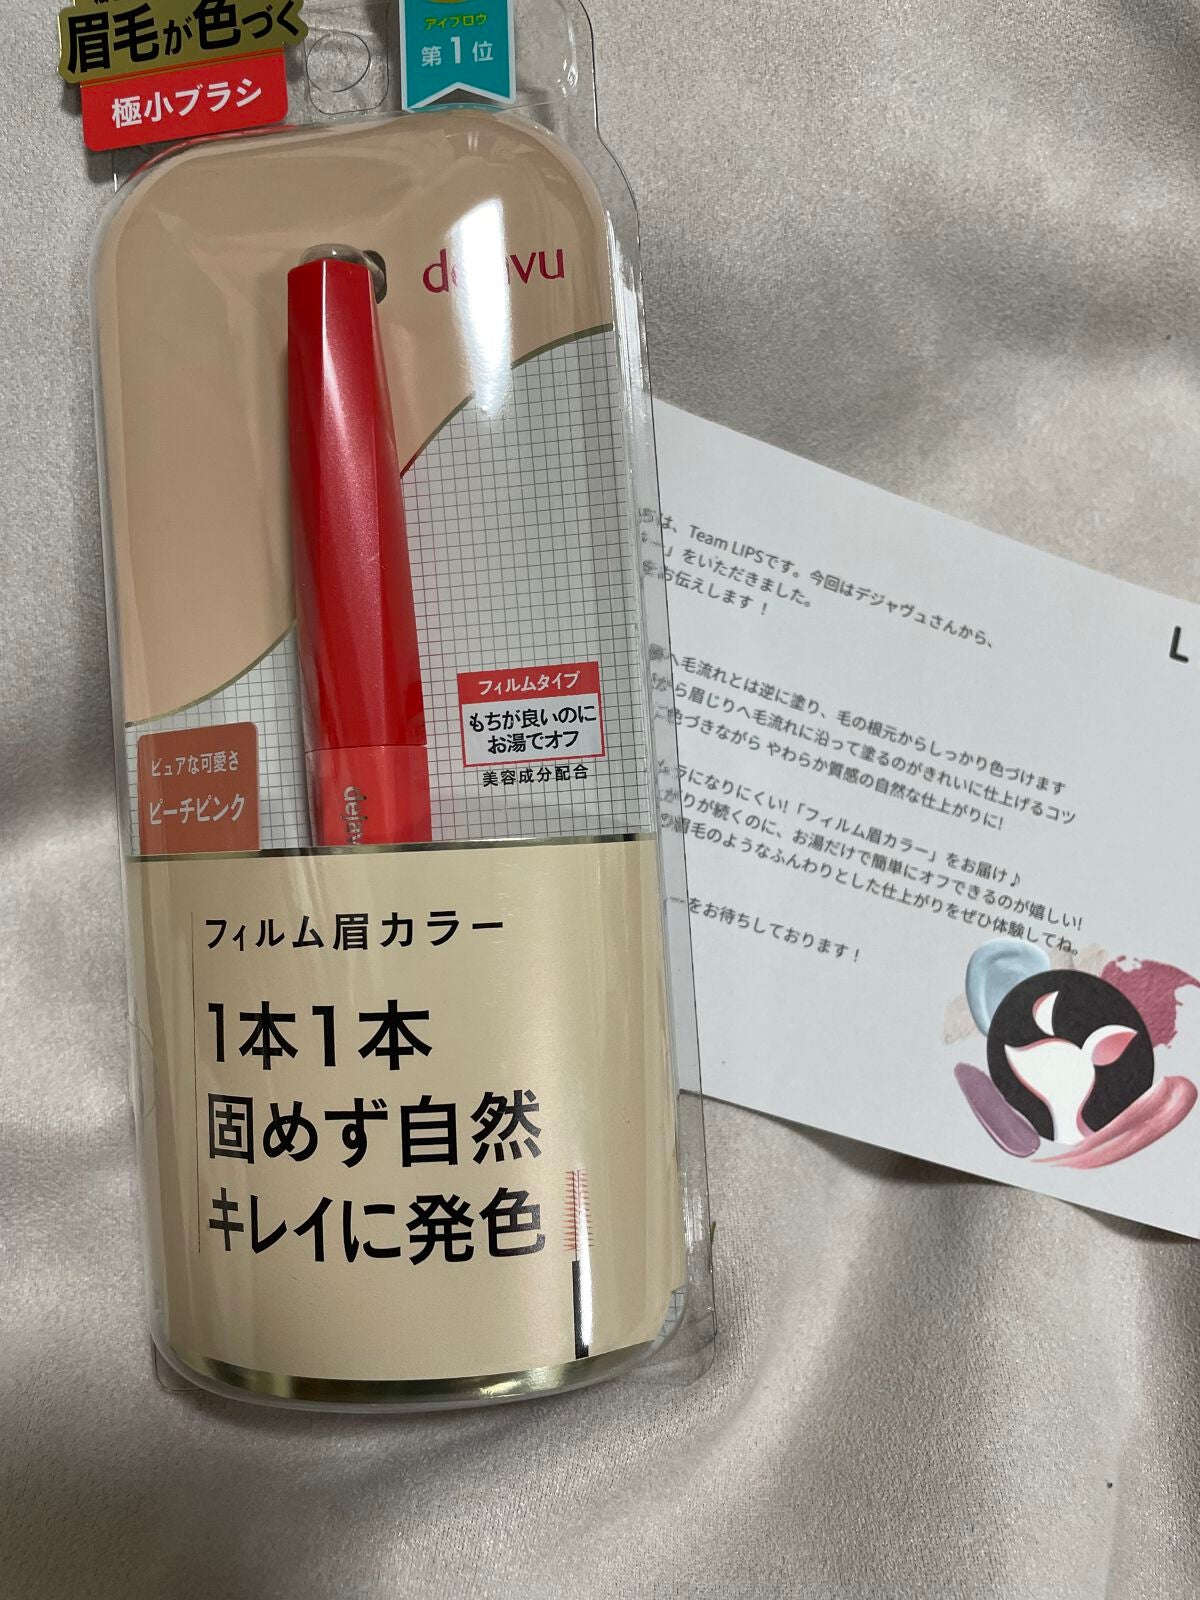 眉毛が色づく
極小ブラシ
アイブロウ
第1位
dejavu
フィルムタイプ
もちが良いのに
お湯でオフ
美容成分配合
ピュアな可愛さ
ピーチピンク
フィルム眉カラー
1本1本
固めず自然
キレイに発色
は、Team LIPSです。今回はデジャヴュさんから、
」をいただきました。
をお伝えします!
へ毛流れとは逆に塗り、毛の根元からしっかり色づけます
から眉じりへ毛流れに沿って塗るのがきれいに仕上げるコツ
色づきながら やわらか質感の自然な仕上がりに!
ラになりにくい!「フィルム眉カラー」をお届け♪
がりが続くのに、お湯だけで簡単にオフできるのが嬉しい!
の眉毛のようなふんわりとした仕上がりをぜひ体験してね。
ーをお待ちしております!
L